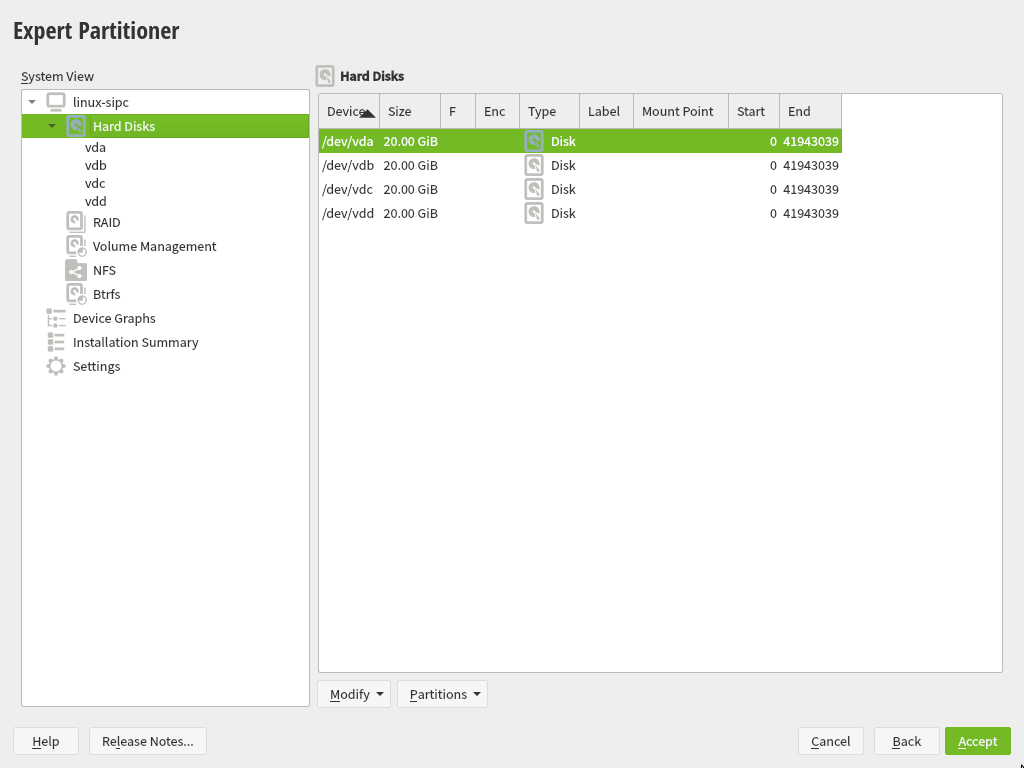 Expert Partitioner
System View
linux-sipc
Hard Disks
vda
vdb
vdc
vdd
RAID
Volume Management
NFS
Btrfs
Device Graphs
Installation Summary
Settings
Hard Disks
Device Size F Enc Type Label Mount Point Start End
/dev/vda 20.00 GiB Disk 0 41943039
/dev/vdb 20.00 GiB Disk 0 41943039
/dev/vdc 20.00 GiB Disk 0 41943039
/dev/vdd 20.00 GiB Disk 0 41943039
Modify Partitions
Help Release Notes... Cancel Back Accept